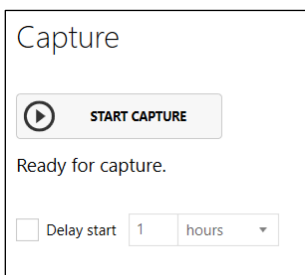 Capture
START CAPTURE
Ready for capture.
Delay start 1 hours